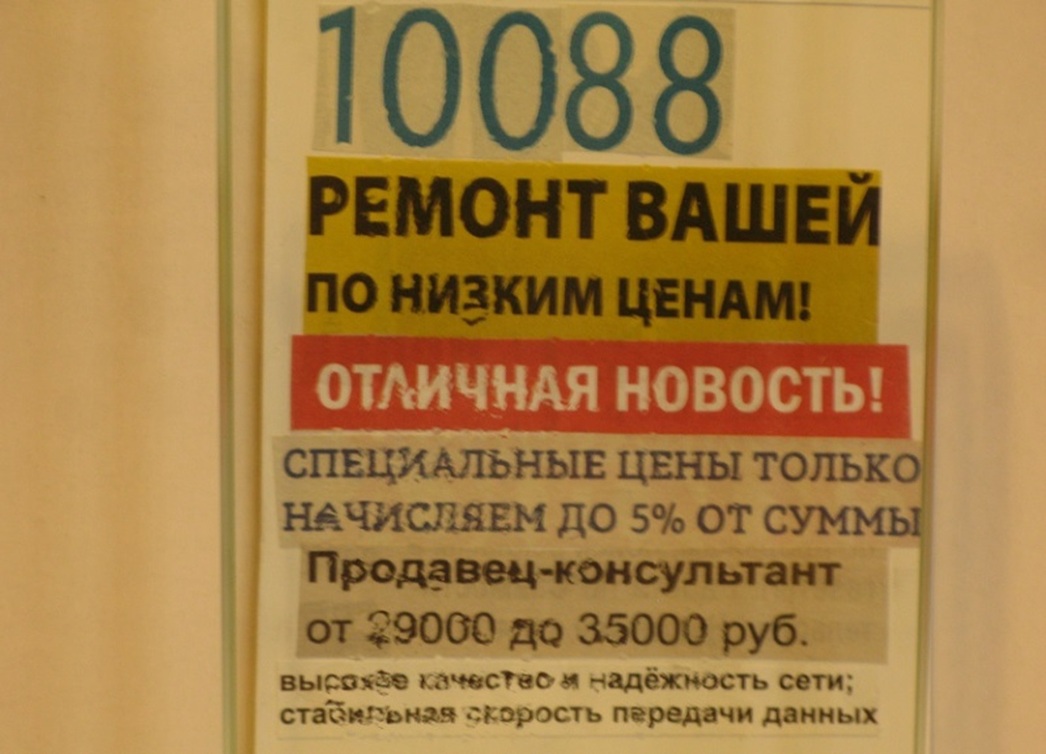 10088
РЕМОНТ ВАШЕЙ
ПО НИЗКИМ ЦЕНАМ!
ОТЛИЧНАЯ НОВОСТЬ!
СПЕЦИАЛЬНЫЕ ЦЕНЫ ТОЛЬКО
НАЧИСЛЯЕМ ДО 5% ОТ СУММЫ
Продавец-консультант
от 29000 до 35000 руб.
высокое качество и надёжность сети;
стабильная скорость передачи данных